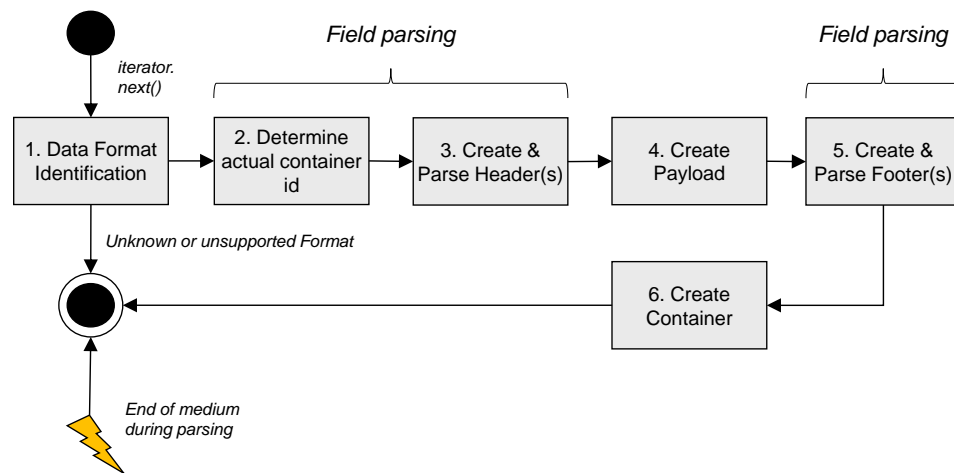 Field parsing
Field parsing
iterator.
next()
1. Data Format
Identification
2. Determine
actual container
id
3. Create &
Parse Header(s)
4. Create
Payload
5. Create &
Parse Footer(s)
Unknown or unsupported Format
6. Create
Container
End of medium
during parsing